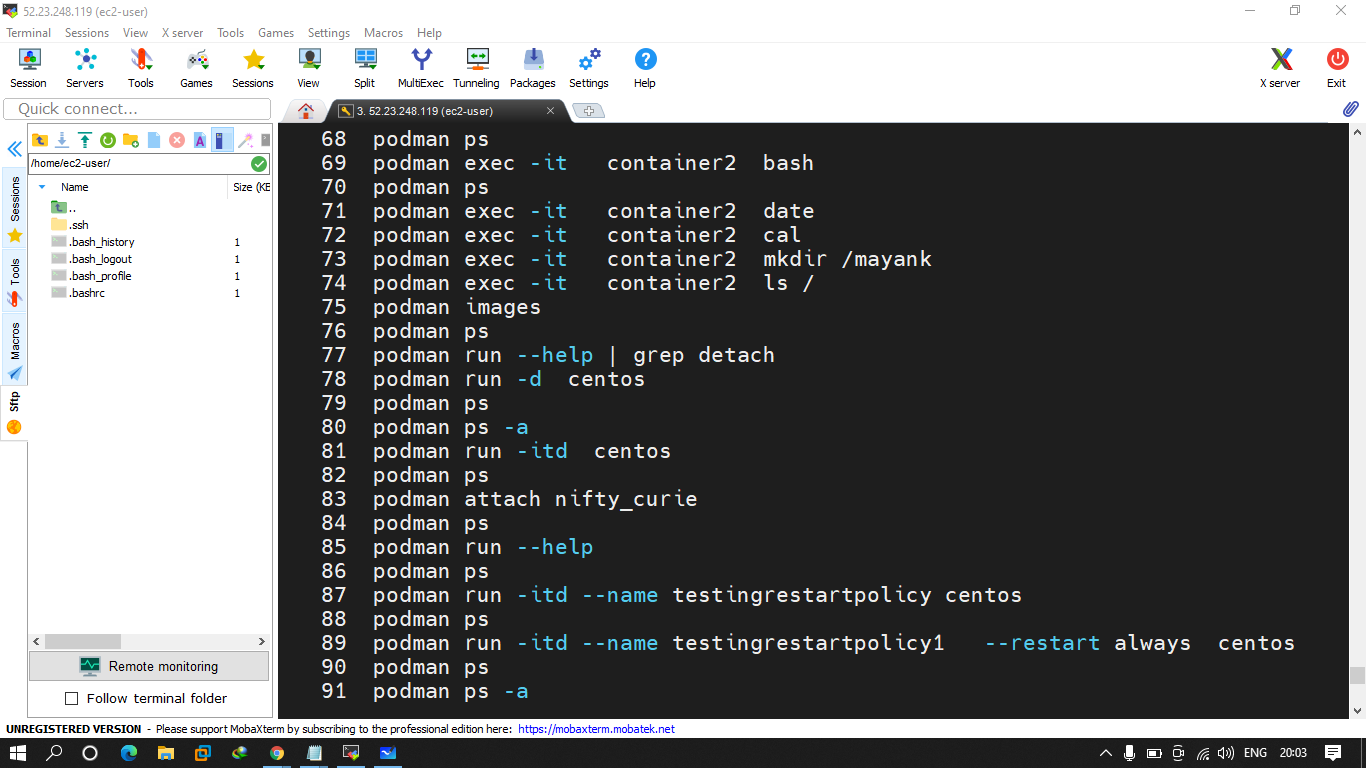 52.23.248.119 (ec2-user)
Terminal Sessions View X server Tools Games Settings Macros Help
Session Servers Tools Games Sessions View Split MultiExec Tunneling Packages Settings Help X server Exit
Quick connect...
3. 52.23.248.119 (ec2-user)
/home/ec2-user/
Name Size (KB
..
.ssh
.bash_history 1
.bash_logout 1
.bash_profile 1
.bashrc 1
Sessions
Tools
Macros
Sftp
Remote monitoring
Follow terminal folder
68 podman ps
69 podman exec -it container2 bash
70 podman ps
71 podman exec -it container2 date
72 podman exec -it container2 cal
73 podman exec -it container2 mkdir /mayank
74 podman exec -it container2 ls /
75 podman images
76 podman ps
77 podman run --help | grep detach
78 podman run -d centos
79 podman ps
80 podman ps -a
81 podman run -itd centos
82 podman ps
83 podman attach nifty_curie
84 podman ps
85 podman run --help
86 podman ps
87 podman run -itd --name testingrestartpolicy centos
88 podman ps
89 podman run -itd --name testingrestartpolicy1 --restart always centos
90 podman ps
91 podman ps -a
UNREGISTERED VERSION - Please support MobaXterm by subscribing to the professional edition here: https://mobaxterm.mobatek.net
ENG 20:03